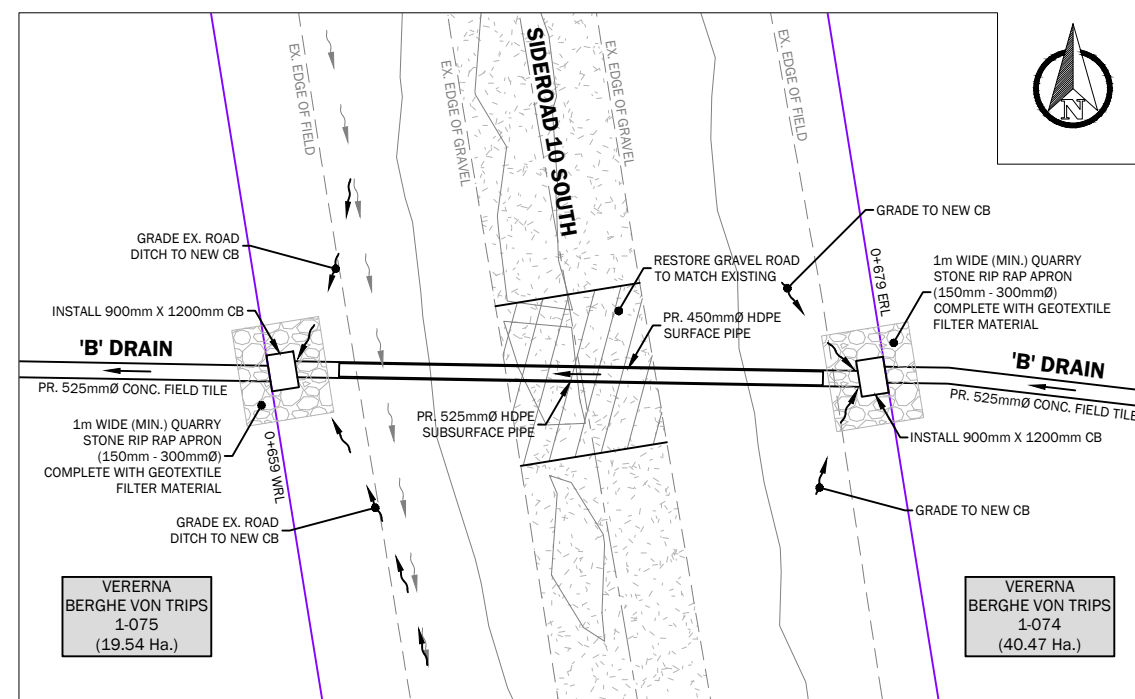 EX. EDGE OF FIELD
EX. EDGE OF GRAVEL
SIDEROAD 10 SOUTH
EX. EDGE OF GRAVEL
EX. EDGE OF FIELD
N
GRADE EX. ROAD
DITCH TO NEW CB
INSTALL 900mm X 1200mm CB
'B' DRAIN
PR. 525mmØ CONC. FIELD TILE
1m WIDE (MIN.) QUARRY
STONE RIP RAP APRON
(150mm - 300mmØ)
COMPLETE WITH GEOTEXTILE
FILTER MATERIAL
0+659 WRL
GRADE EX. ROAD
DITCH TO NEW CB
RESTORE GRAVEL ROAD
TO MATCH EXISTING
PR. 450mmØ HDPE
SURFACE PIPE
PR. 525mmØ HDPE
SUBSURFACE PIPE
GRADE TO NEW CB
0+679 ERL
1m WIDE (MIN.) QUARRY
STONE RIP RAP APRON
(150mm - 300mmØ)
COMPLETE WITH GEOTEXTILE
FILTER MATERIAL
'B' DRAIN
PR. 525mmØ CONC. FIELD TILE
INSTALL 900mm X 1200mm CB
GRADE TO NEW CB
VERERNA
BERGHE VON TRIPS
1-075
(19.54 Ha.)
VERERNA
BERGHE VON TRIPS
1-074
(40.47 Ha.)